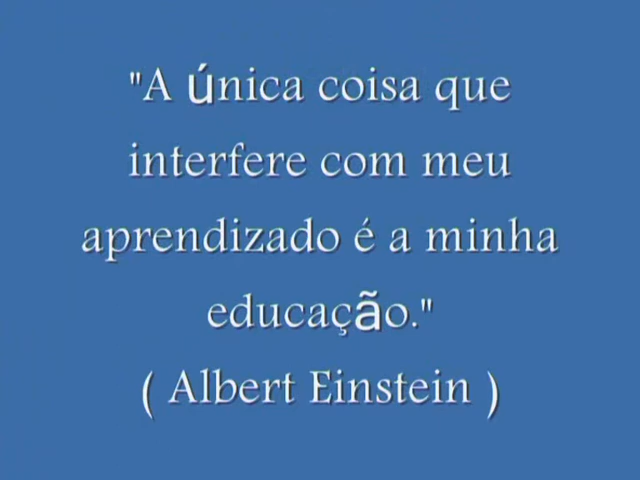 "A única coisa que
interfere com meu
aprendizado é a minha
educação."
( Albert Einstein )